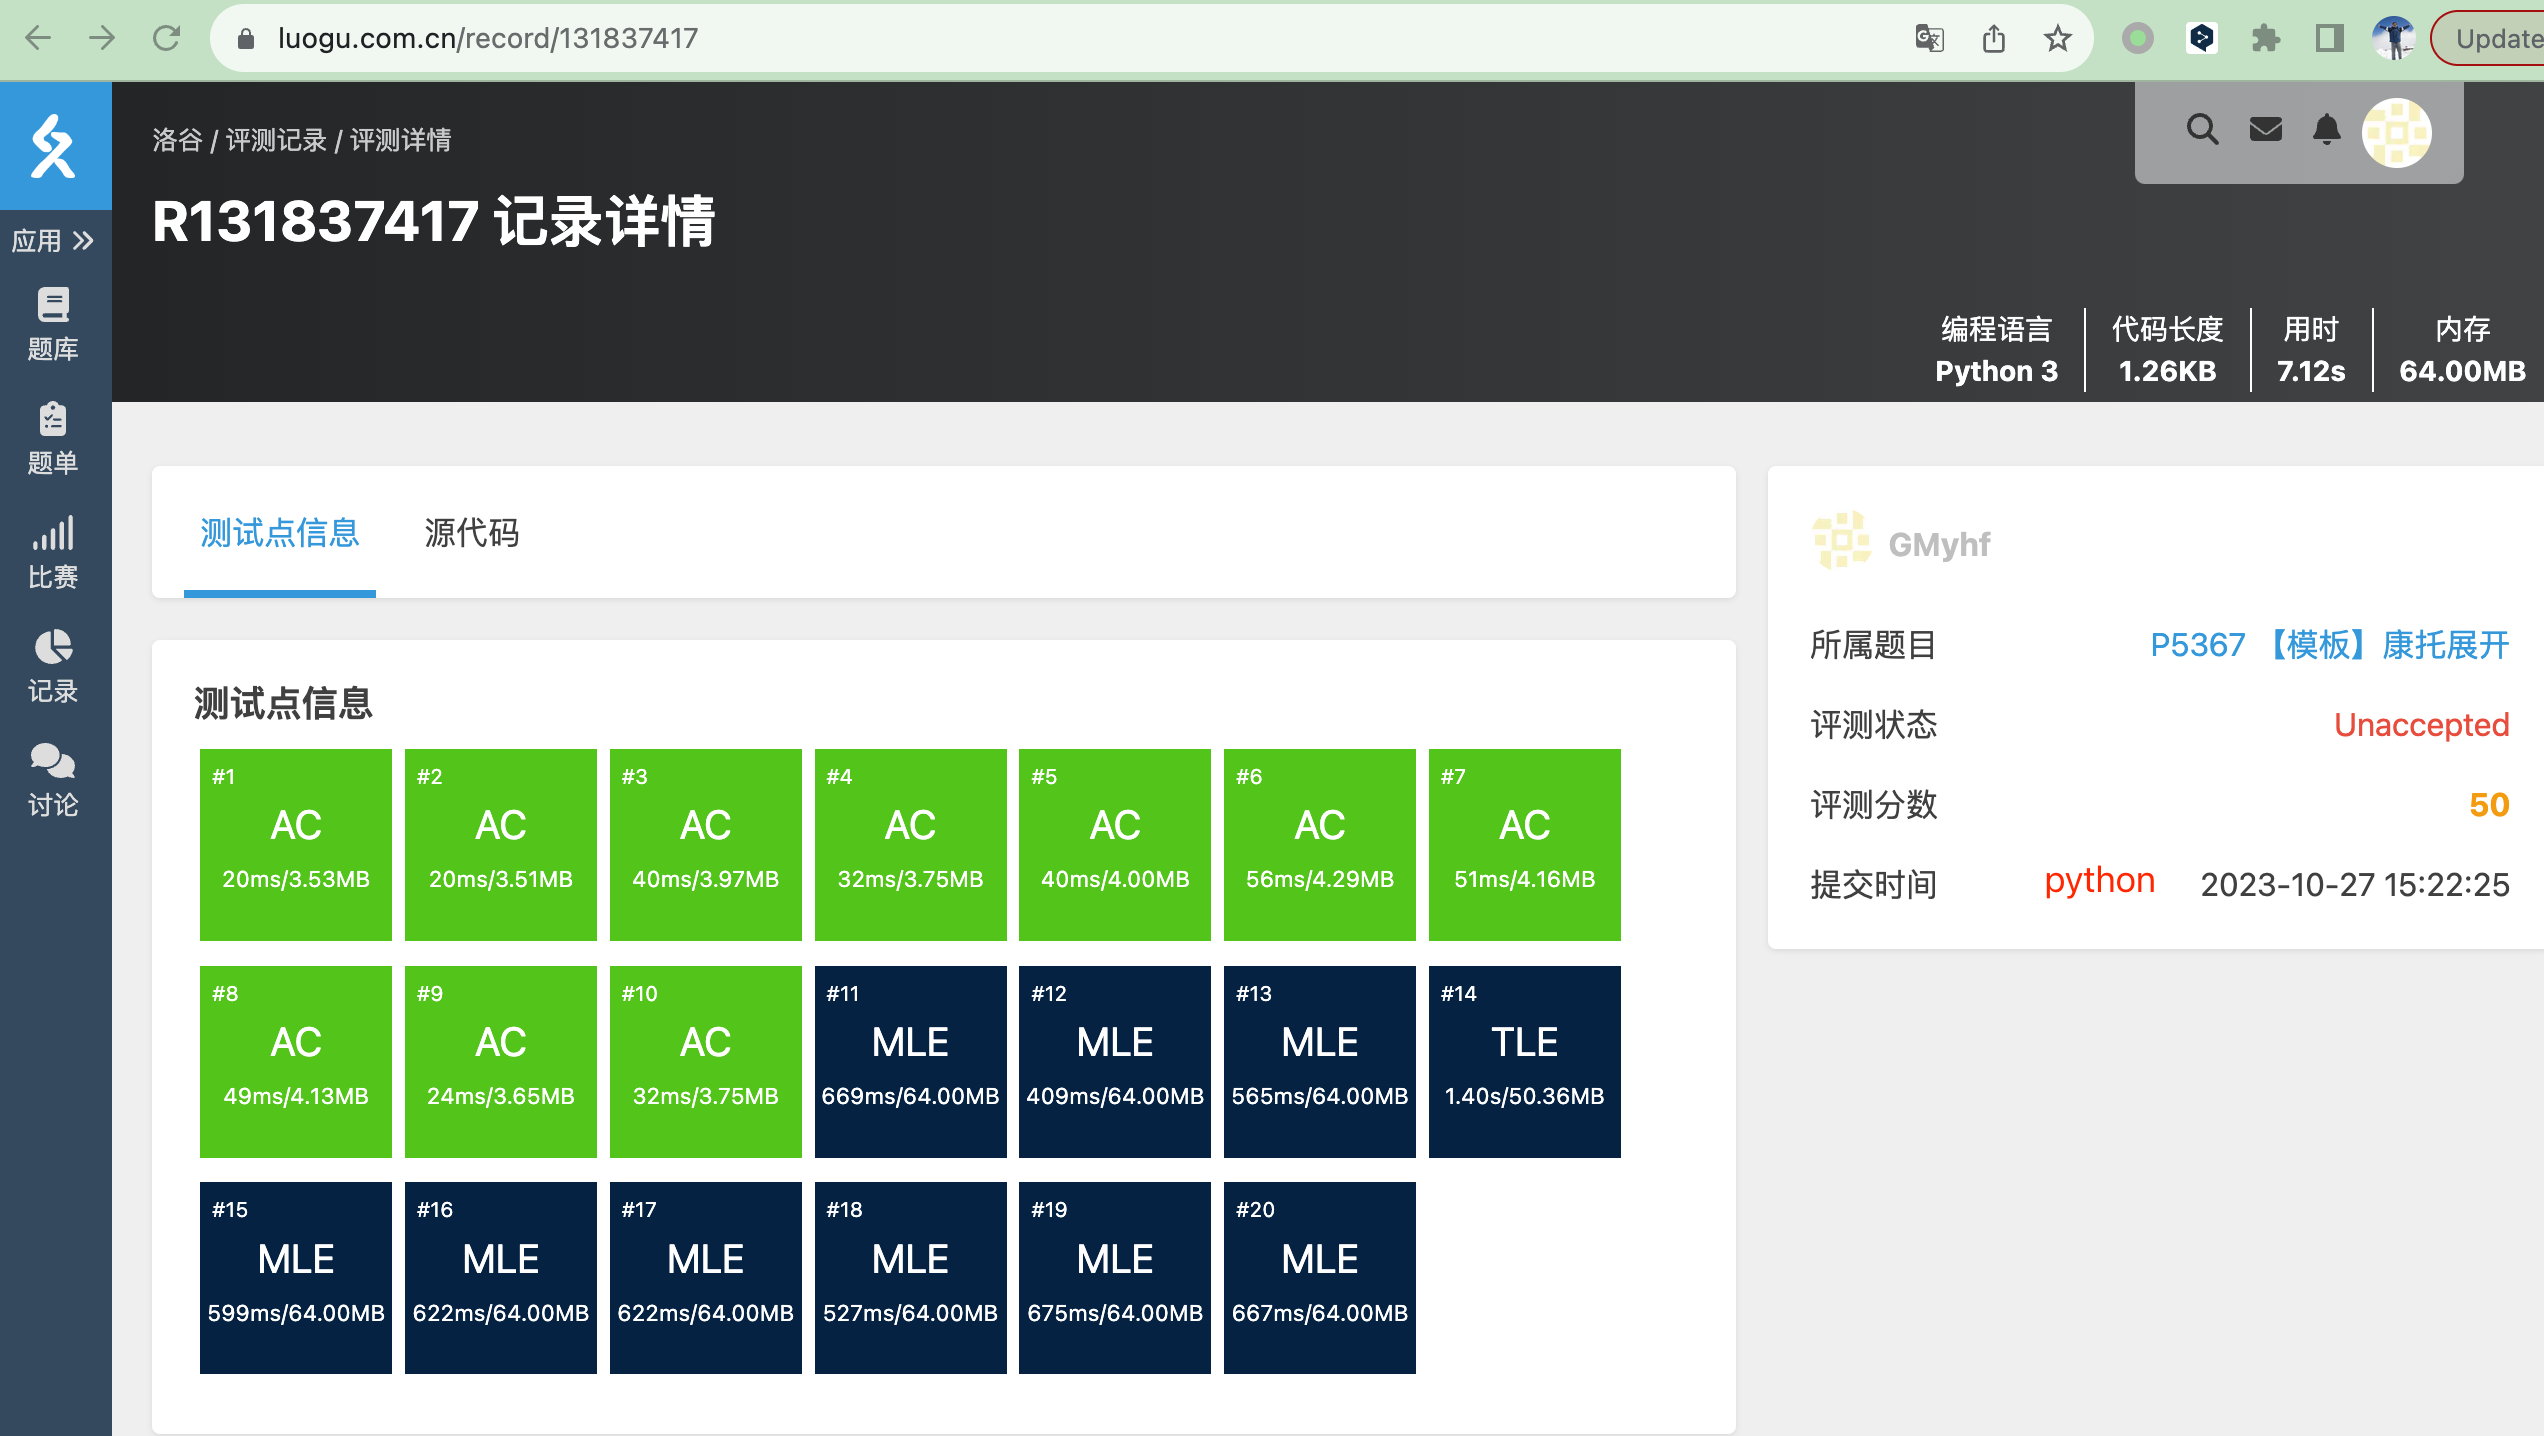 luogu.com.cn/record/131837417
Update
洛谷 / 评测记录 / 评测详情
R131837417 记录详情
应用
题库
题单
比赛
记录
讨论
编程语言
Python 3
代码长度
1.26KB
用时
7.12s
内存
64.00MB
测试点信息
源代码
测试点信息
#1
AC
20ms/3.53MB
#2
AC
20ms/3.51MB
#3
AC
40ms/3.97MB
#4
AC
32ms/3.75MB
#5
AC
40ms/4.00MB
#6
AC
56ms/4.29MB
#7
AC
51ms/4.16MB
#8
AC
49ms/4.13MB
#9
AC
24ms/3.65MB
#10
AC
32ms/3.75MB
#11
MLE
669ms/64.00MB
#12
MLE
409ms/64.00MB
#13
MLE
565ms/64.00MB
#14
TLE
1.40s/50.36MB
#15
MLE
599ms/64.00MB
#16
MLE
622ms/64.00MB
#17
MLE
622ms/64.00MB
#18
MLE
527ms/64.00MB
#19
MLE
675ms/64.00MB
#20
MLE
667ms/64.00MB
GMyhf
所属题目 P5367 【模板】康托展开
评测状态 Unaccepted
评测分数 50
提交时间 python 2023-10-27 15:22:25